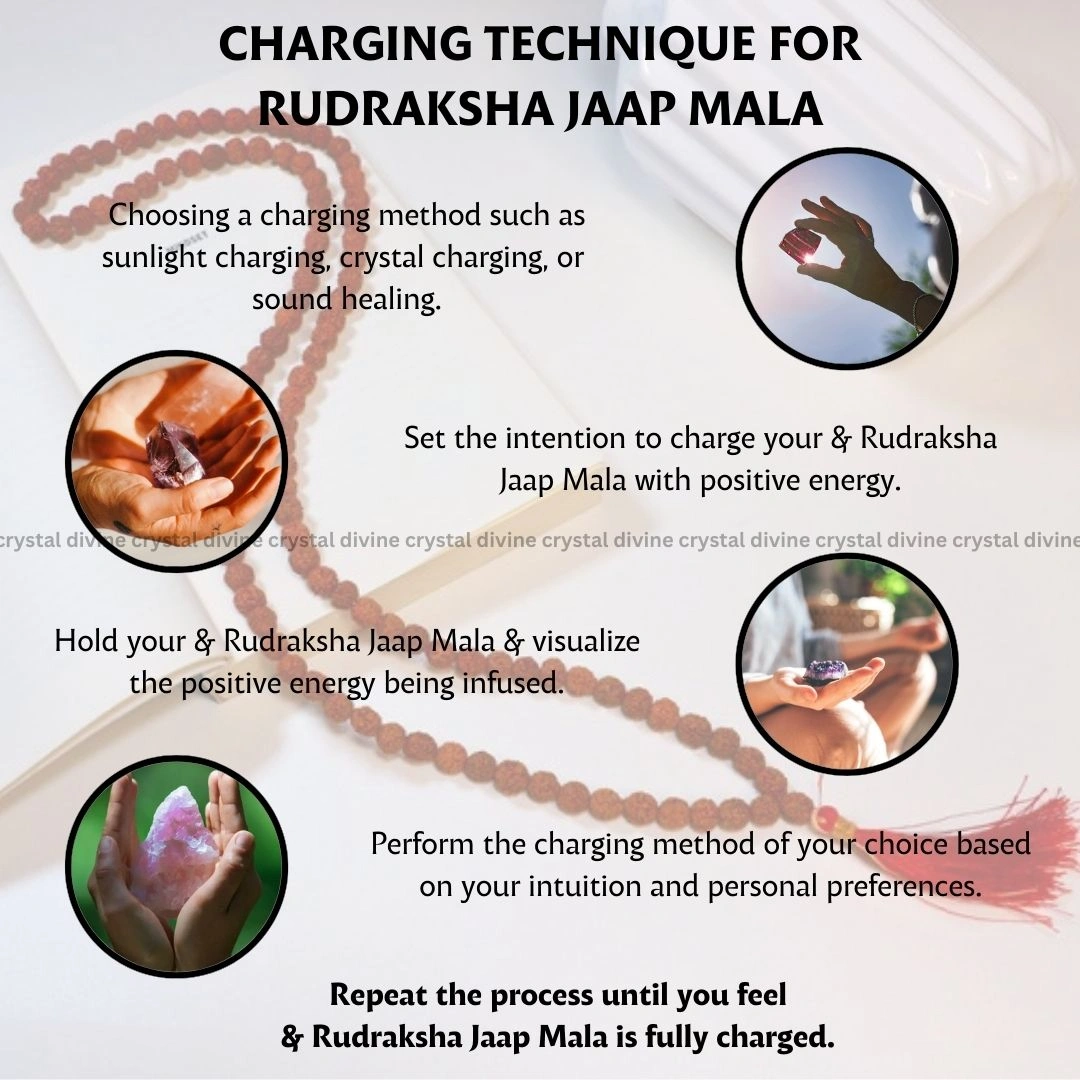 CHARGING TECHNIQUE FOR
RUDRAKSHA JAAP MALA
Choosing a charging method such as
sunlight charging, crystal charging, or
sound healing.
Set the intention to charge your & Rudraksha
Jaap Mala with positive energy.
crystal divine crystal divine crystal divine crystal divine crystal divine crystal divine crystal divine crystal divine
Hold your & Rudraksha Jaap Mala & visualize
the positive energy being infused.
Perform the charging method of your choice based
on your intuition and personal preferences.
Repeat the process until you feel
& Rudraksha Jaap Mala is fully charged.